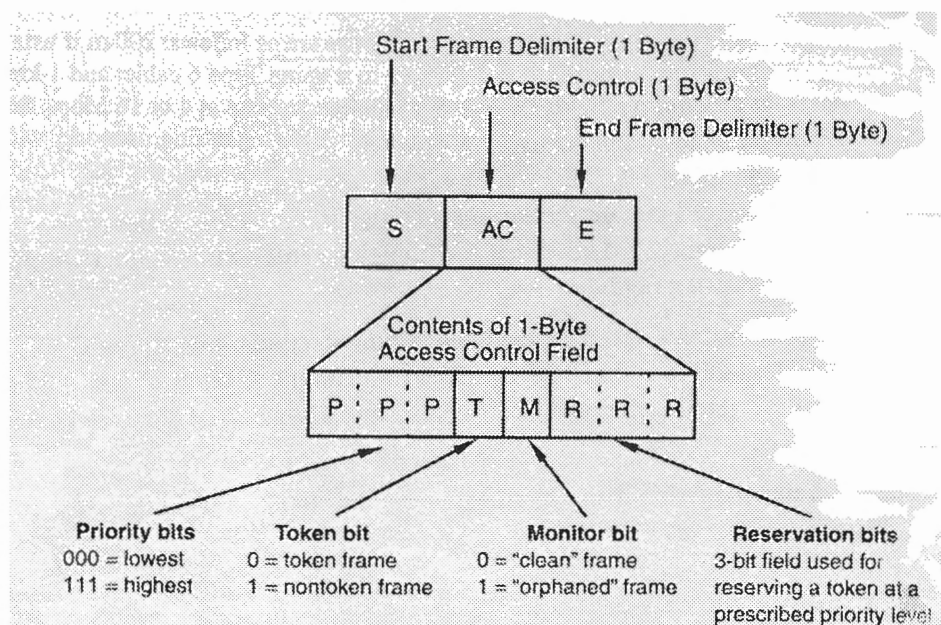 Start Frame Delimiter (1 Byte)
Access Control (1 Byte)
End Frame Delimiter (1 Byte)
S AC E
Contents of 1-Byte
Access Control Field
P P P T M R R R
Priority bits
000 = lowest
111 = highest
Token bit
0 = token frame
1 = nontoken frame
Monitor bit
0 = "clean" frame
1 = "orphaned" frame
Reservation bits
3-bit field used for
reserving a token at a
prescribed priority level